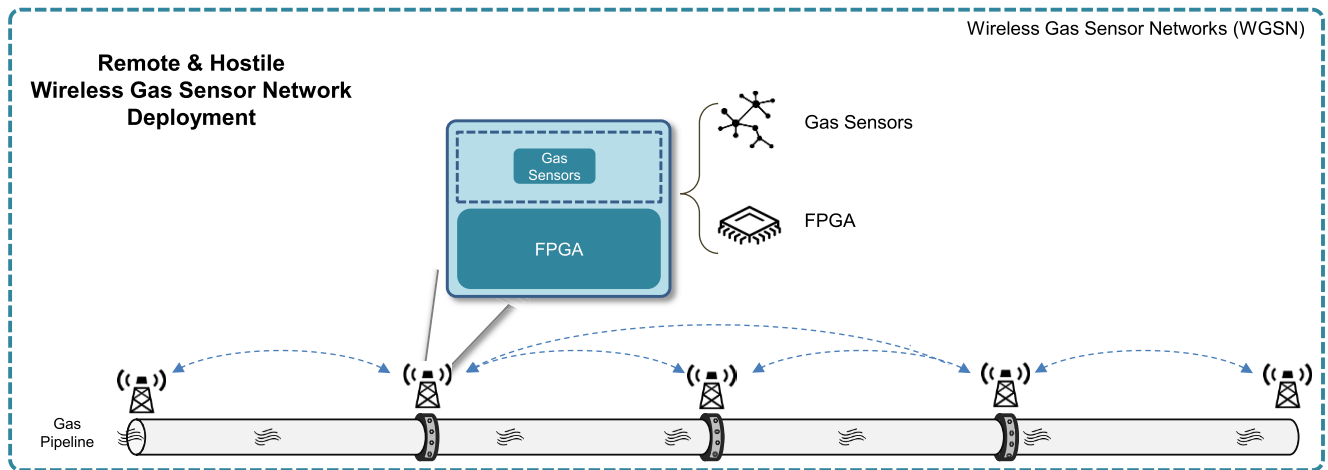 Wireless Gas Sensor Networks (WGSN)
Remote & Hostile
Wireless Gas Sensor Network
Deployment
Gas
Sensors
FPGA
Gas Sensors
FPGA
Gas
Pipeline